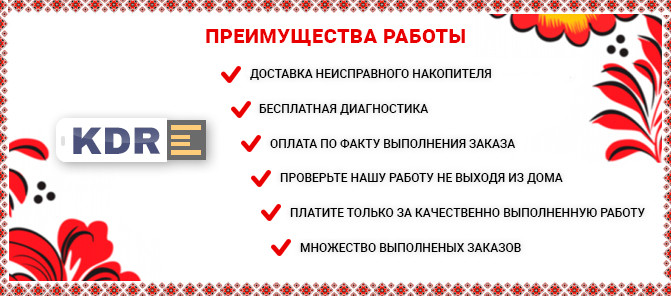 ПРЕИМУЩЕСТВА РАБОТЫ
ДОСТАВКА НЕИСПРАВНОГО НАКОПИТЕЛЯ
БЕСПЛАТНАЯ ДИАГНОСТИКА
KDRE
ОПЛАТА ПО ФАКТУ ВЫПОЛНЕНИЯ ЗАКАЗА
ПРОВЕРЬТЕ НАШУ РАБОТУ НЕ ВЫХОДЯ ИЗ ДОМА
ПЛАТИТЕ ТОЛЬКО ЗА КАЧЕСТВЕННО ВЫПОЛНЕННУЮ РАБОТУ
МНОЖЕСТВО ВЫПОЛНЕНЫХ ЗАКАЗОВ